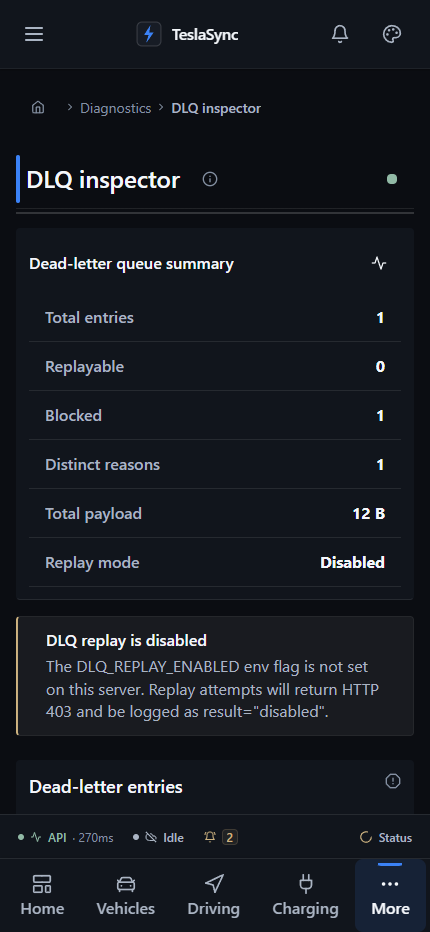 TeslaSync
Diagnostics
DLQ inspector
DLQ inspector
Dead-letter queue summary
Total entries 1
Replayable 0
Blocked 1
Distinct reasons 1
Total payload 12 B
Replay mode Disabled
DLQ replay is disabled
The DLQ_REPLAY_ENABLED env flag is not set
on this server. Replay attempts will return HTTP
403 and be logged as result="disabled".
Dead-letter entries
API · 270ms Idle 2 Status
Home Vehicles Driving Charging More